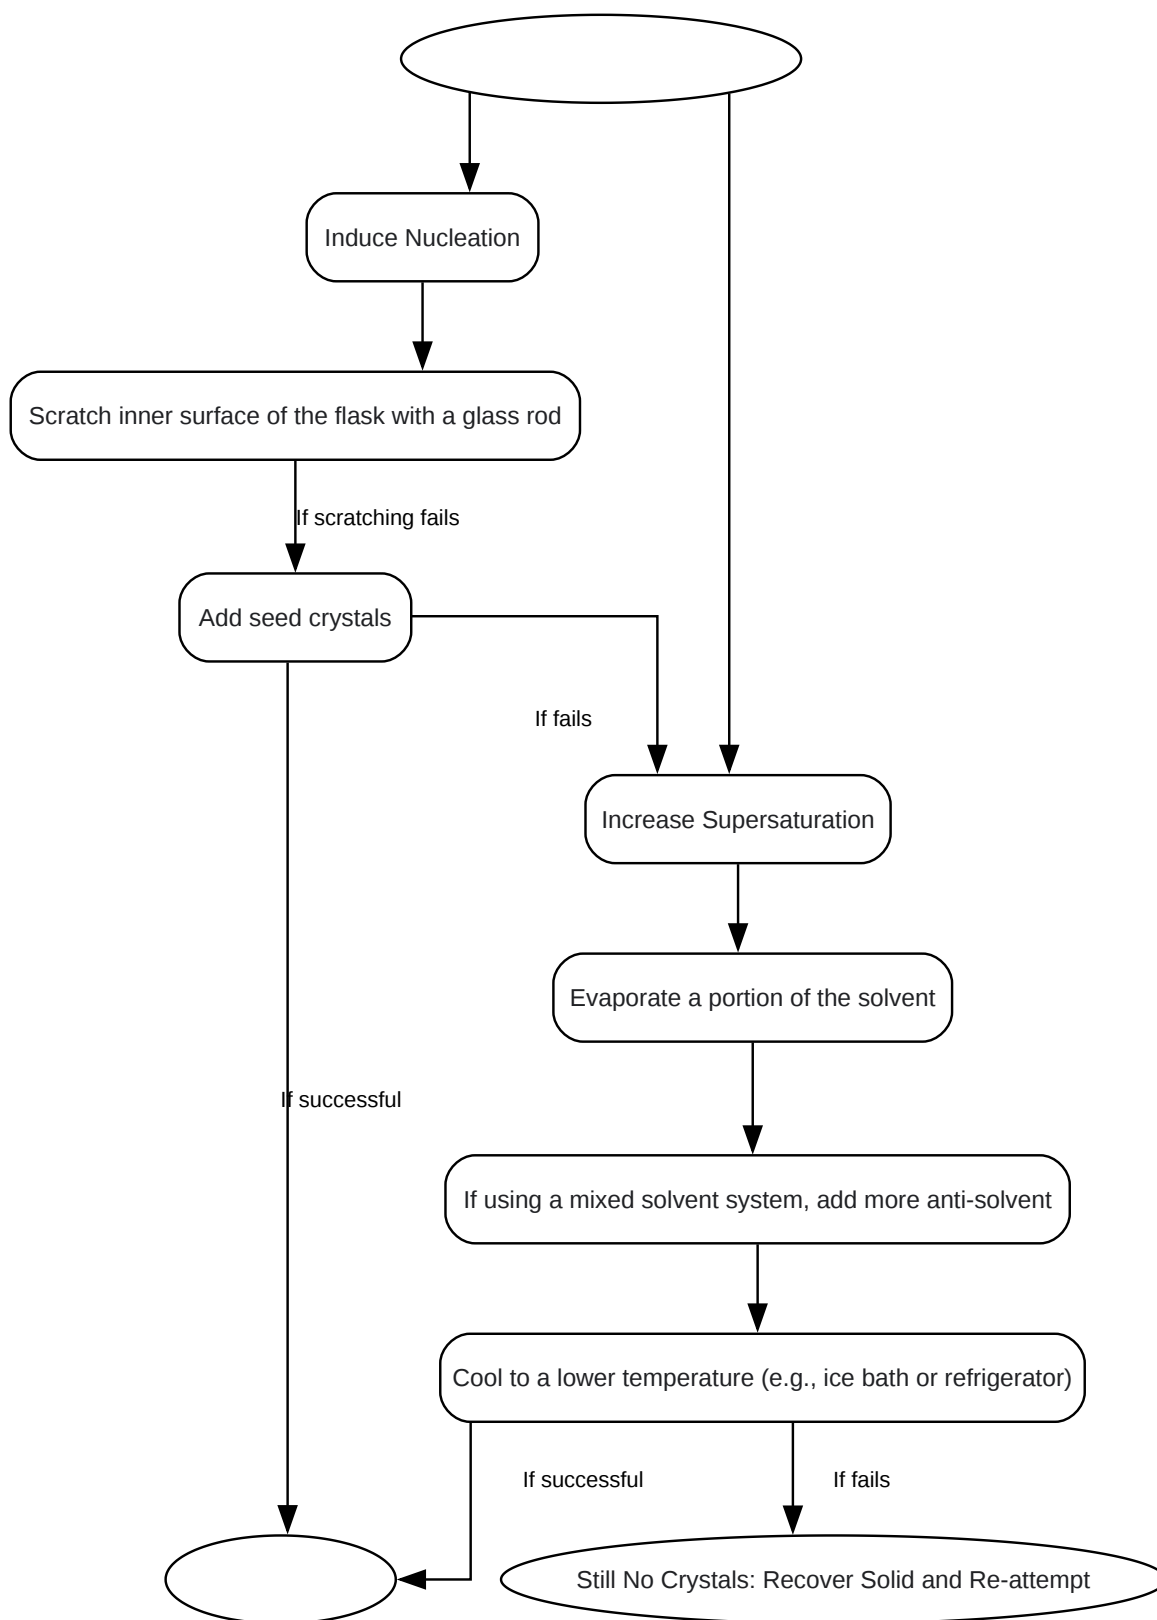 Induce Nucleation
Scratch inner surface of the flask with a glass rod
If scratching fails
Add seed crystals
If fails
Increase Supersaturation
Evaporate a portion of the solvent
If successful
If using a mixed solvent system, add more anti-solvent
Cool to a lower temperature (e.g., ice bath or refrigerator)
If successful
If fails
Still No Crystals: Recover Solid and Re-attempt